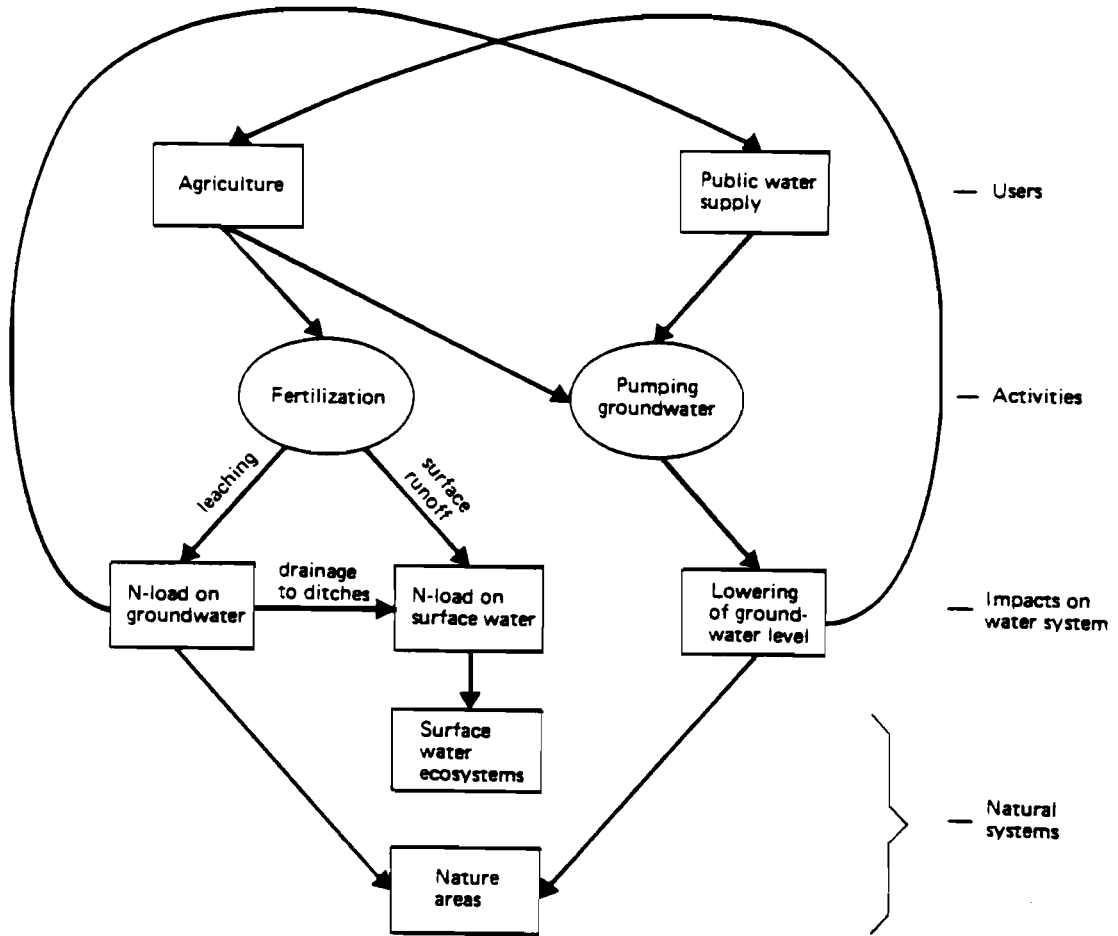 Agriculture
Public water
supply
— Users
Fertilization
Pumping
groundwater
— Activities
leaching
surface
runoff
N-load on
groundwater
drainage
to ditches
N-load on
surface water
Lowering
of ground-
water level
— Impacts on
water system
Surface
water
ecosystems
— Natural
systems
Nature
areas